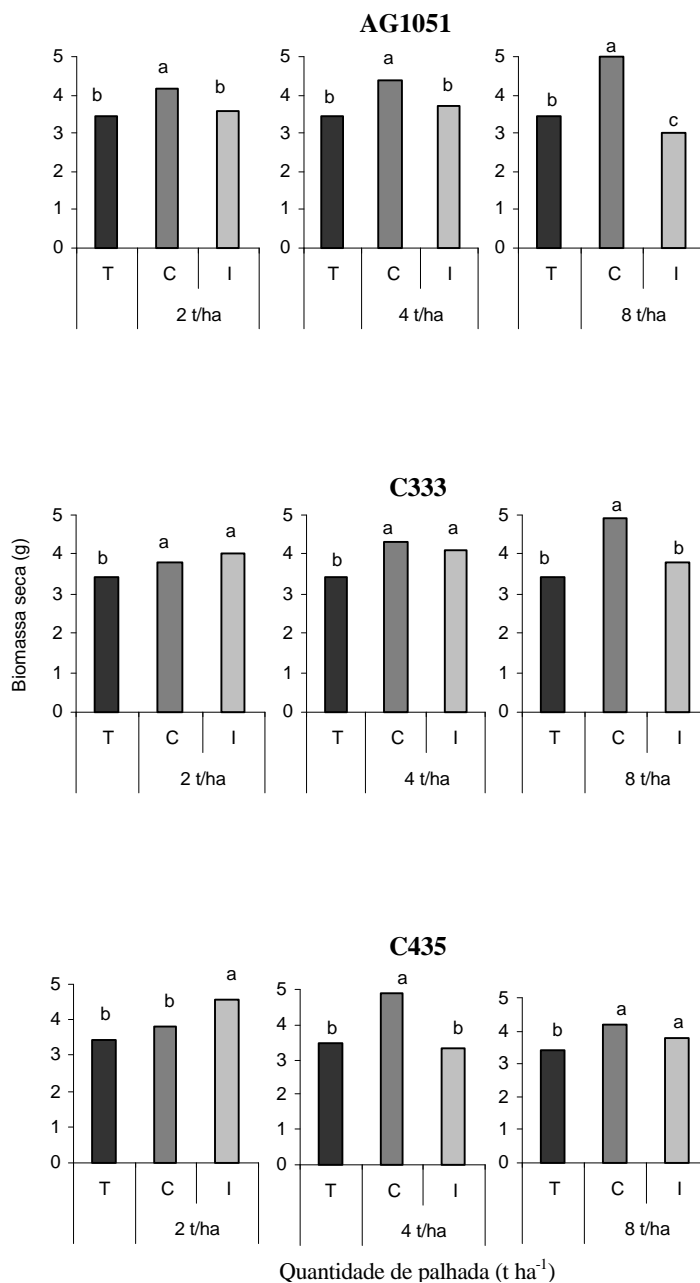 AG1051
5
4
3
2
1
0
b
a
b
T
C
I
2 t/ha
5
4
3
2
1
0
b
a
b
T
C
I
4 t/ha
5
4
3
2
1
0
b
a
c
T
C
I
8 t/ha
Biomassa seca (g)
C333
5
4
3
2
1
0
b
a
a
T
C
I
2 t/ha
5
4
3
2
1
0
b
a
a
T
C
I
4 t/ha
5
4
3
2
1
0
b
a
b
T
C
I
8 t/ha
C435
5
4
3
2
1
0
b
b
a
T
C
I
2 t/ha
5
4
3
2
1
0
b
a
b
T
C
I
4 t/ha
5
4
3
2
1
0
b
a
a
T
C
I
8 t/ha
Quantidade de palhada (t ha⁻¹)